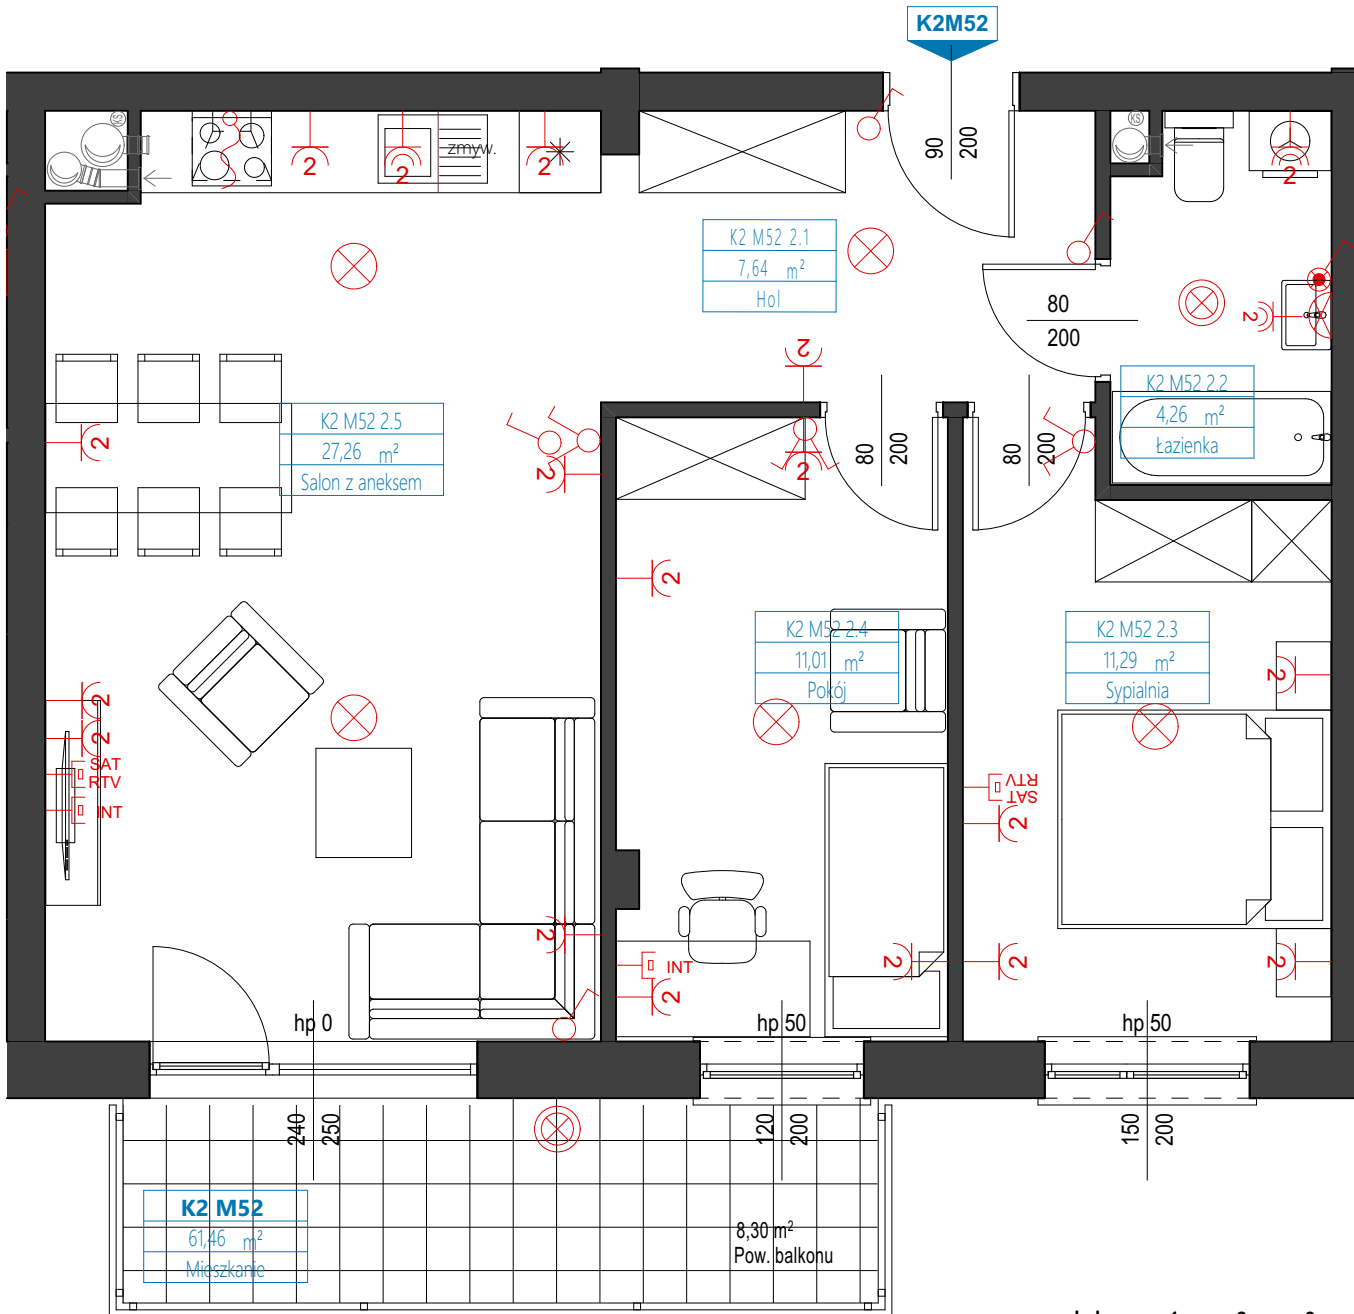 K2M52
KS
KS
zmyw.
2
2
2
2
90
200
K2 M52 2.1
7,64 m²
Hol
80
200
2
2
K2 M52 2.2
4,26 m²
Łazienka
K2 M52 2.5
27,26 m²
Salon z aneksem
2
2
2
80
200
80
200
2
K2 M52 2.4
11,01 m²
Pokój
K2 M52 2.3
11,29 m²
Sypialnia
2
2
2
SAT
RTV
INT
SAT
RTV
2
2
INT
2
2
2
2
hp 0
hp 50
hp 50
240
250
120
200
150
200
K2 M52
61,46 m²
Mieszkanie
8,30 m²
Pow. balkonu